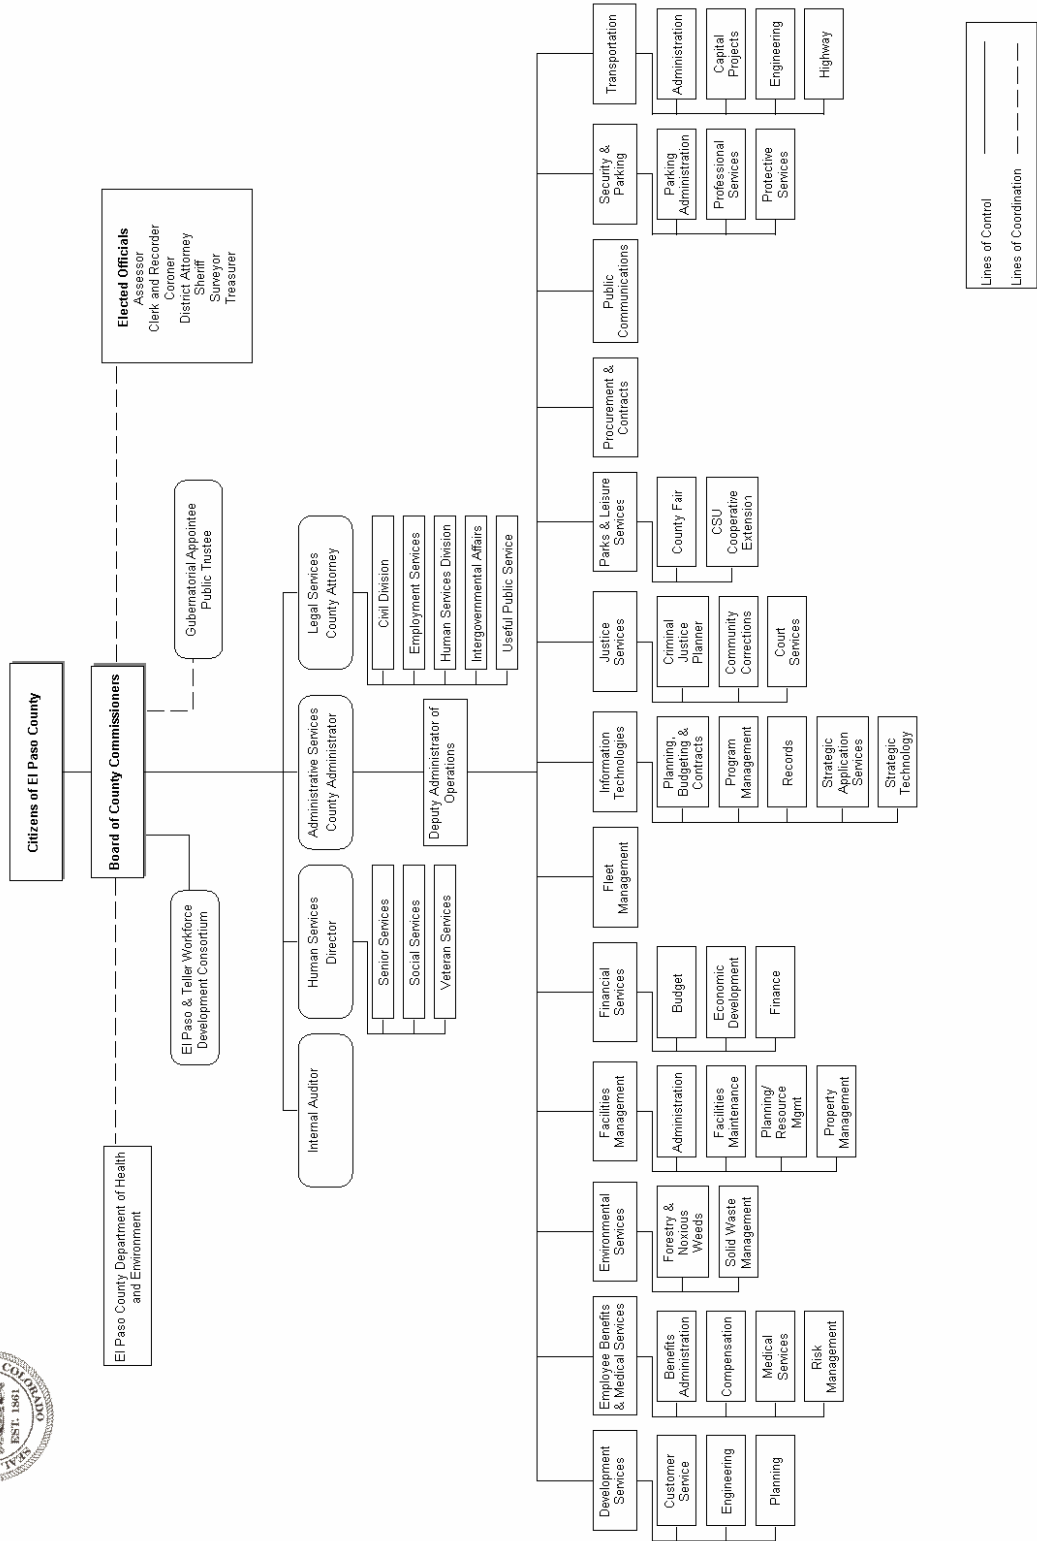 COLORADO
EST. 1861
SEAL
Citizens of El Paso County
Board of County Commissioners
El Paso County Department of Health
and Environment
El Paso & Teller Workforce
Development Consortium
Gubernatorial Appointee
Public Trustee
Elected Officials
Assessor
Clerk and Recorder
Coroner
District Attorney
Sheriff
Surveyor
Treasurer
Internal Auditor
Human Services
Director
Senior Services
Social Services
Veteran Services
Administrative Services
County Administrator
Deputy Administrator of
Operations
Legal Services
County Attorney
Civil Division
Employment Services
Human Services Division
Intergovernmental Affairs
Useful Public Service
Development
Services
Customer
Service
Engineering
Planning
Employee Benefits
& Medical Services
Benefits
Administration
Compensation
Medical
Services
Risk
Management
Environmental
Services
Forestry &
Noxious
Weeds
Solid Waste
Management
Facilities
Management
Administration
Facilities
Maintenance
Planning/
Resource
Mgmt
Property
Management
Financial
Services
Budget
Economic
Development
Finance
Fleet
Management
Information
Technologies
Planning,
Budgeting &
Contracts
Program
Management
Records
Strategic
Application
Services
Strategic
Technology
Justice
Services
Criminal
Justice
Planner
Community
Corrections
Court
Services
Parks & Leisure
Services
County Fair
CSU
Cooperative
Extension
Procurement &
Contracts
Public
Communications
Security &
Parking
Parking
Administration
Professional
Services
Protective
Services
Transportation
Administration
Capital
Projects
Engineering
Highway
Lines of Control
Lines of Coordination